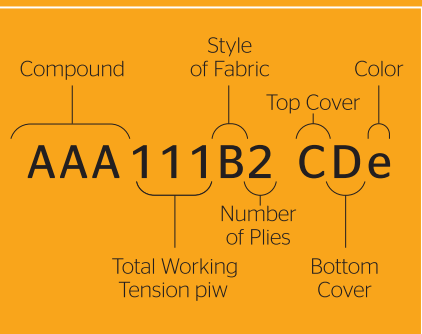 Style
of Fabric
Compound
Color
Top Cover
AAA111B2 CDe
Number
of Plies
Total Working
Tension piw
Bottom
Cover